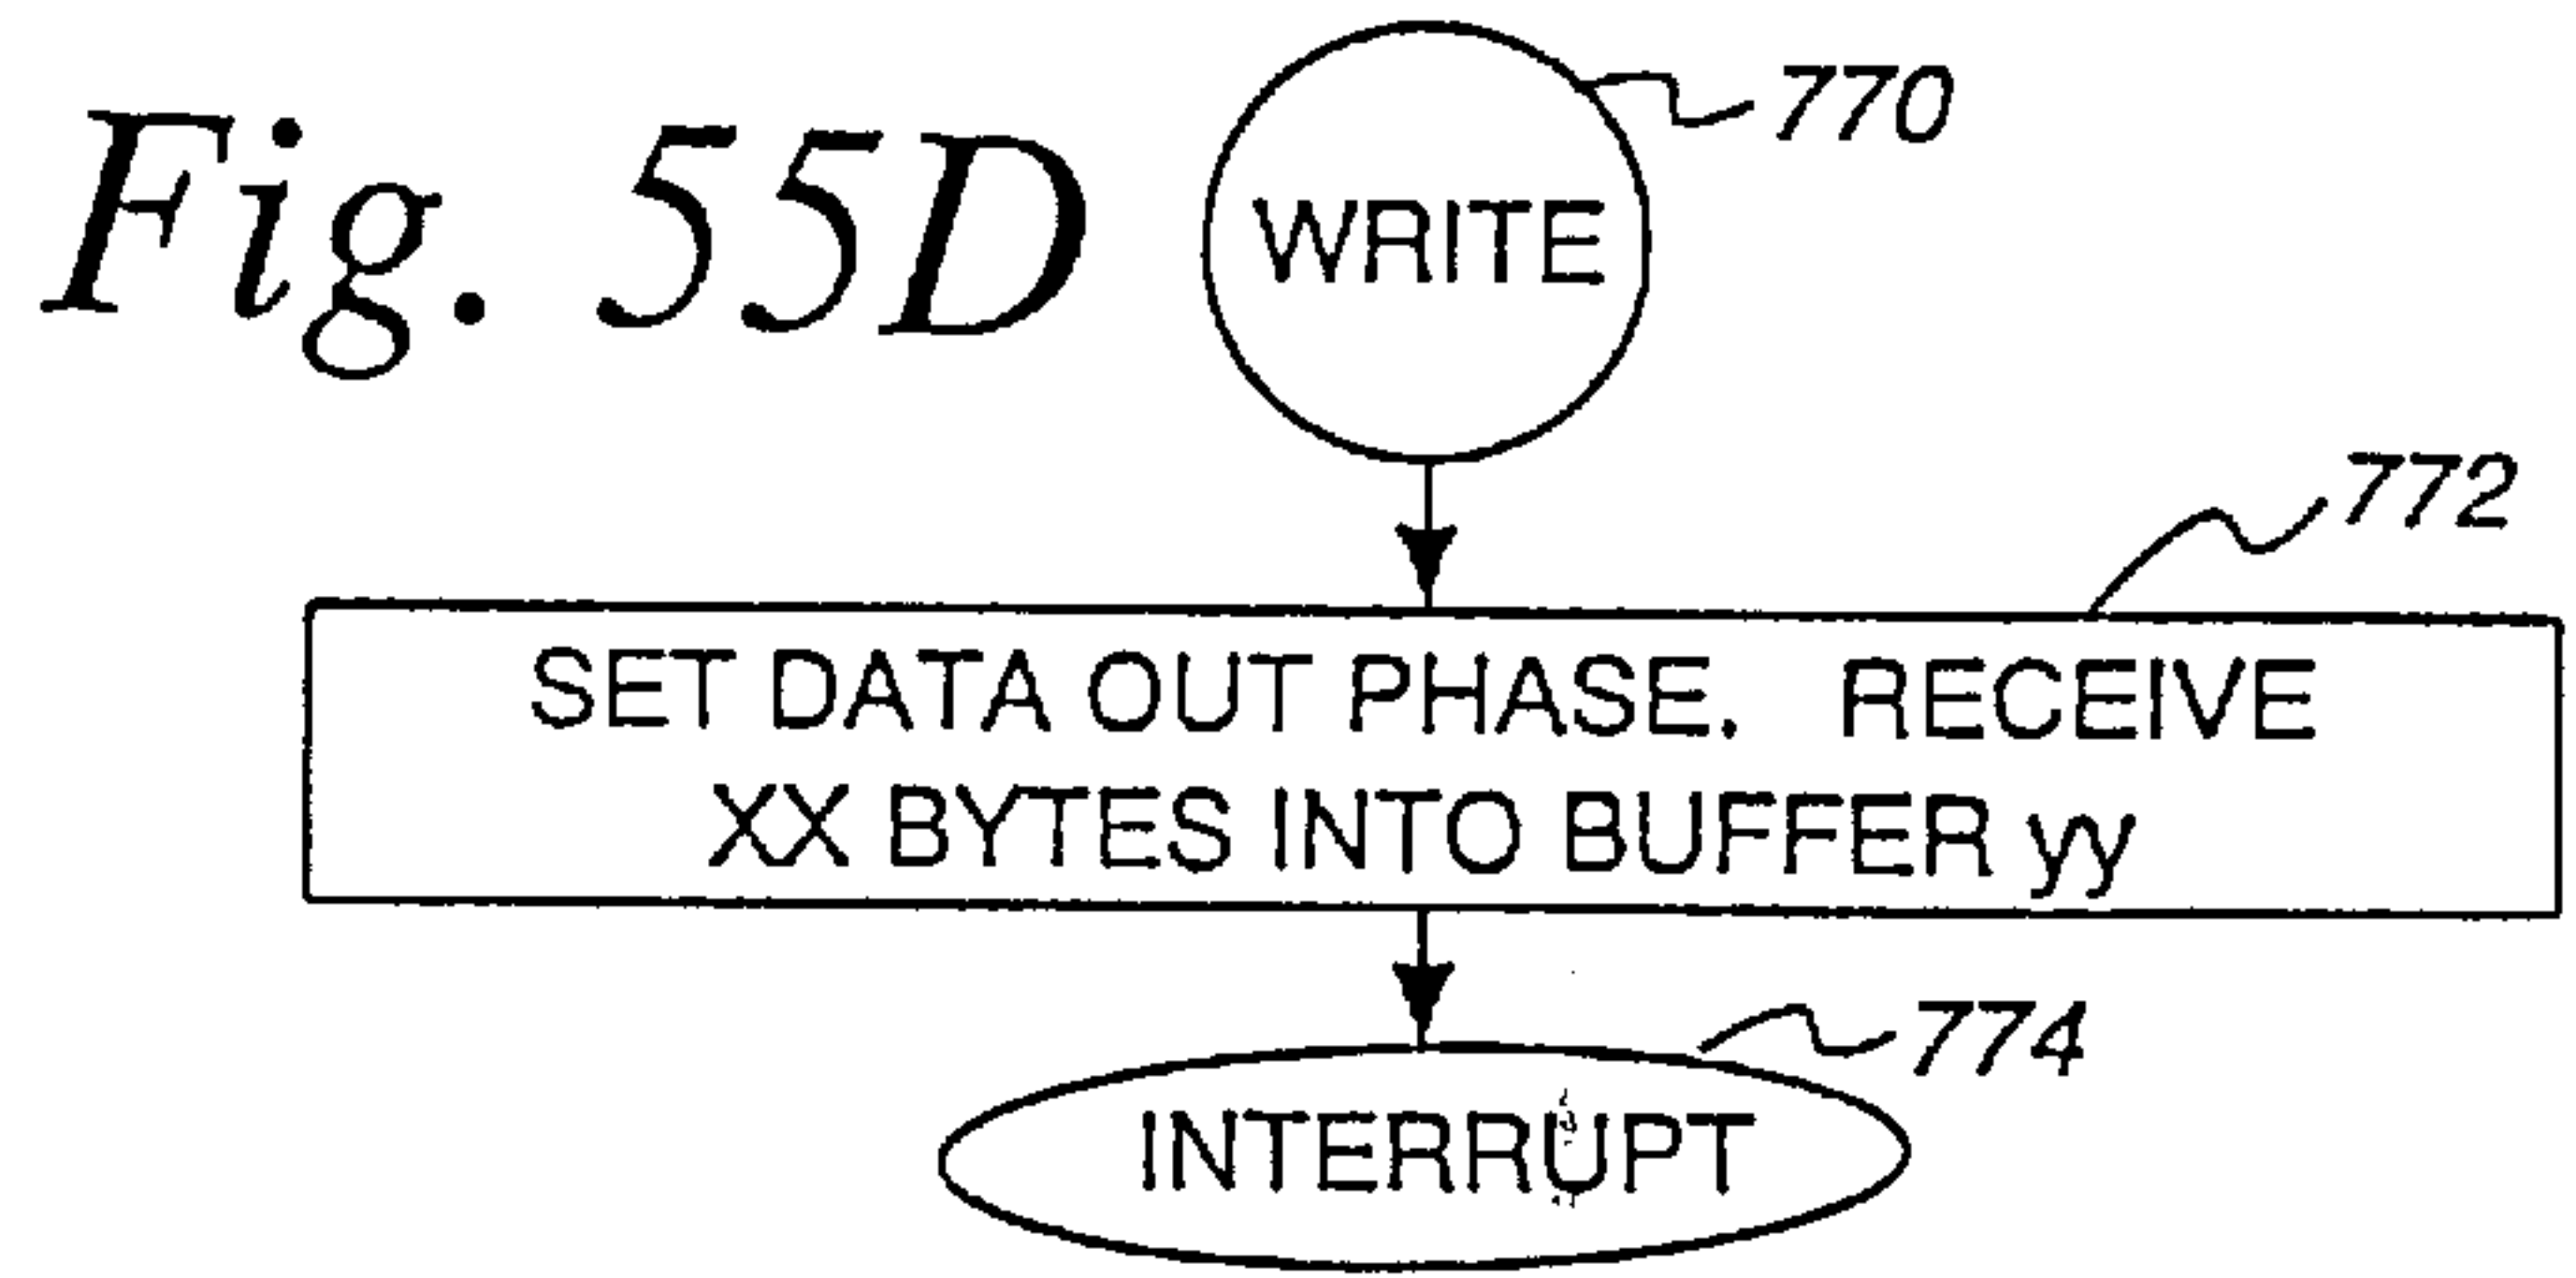 Fig. 55D
WRITE
770
772
SET DATA OUT PHASE. RECEIVE
XX BYTES INTO BUFFER yy
774
INTERRUPT